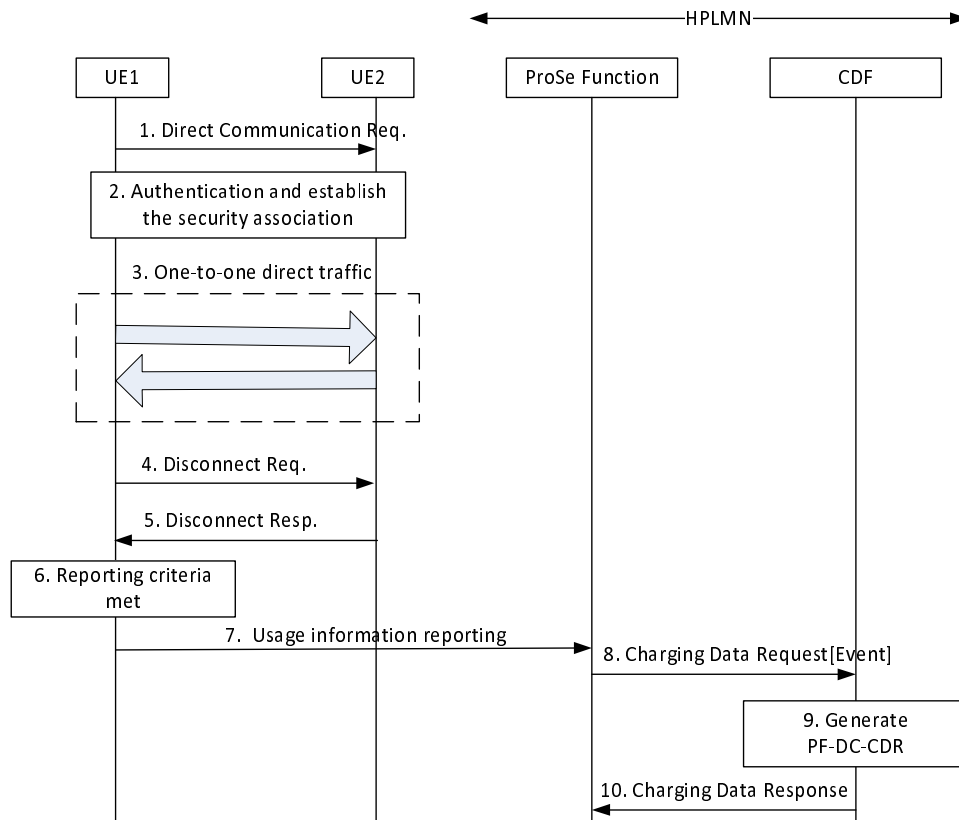 HPLMN
UE1
UE2
ProSe Function
CDF
1. Direct Communication Req.
2. Authentication and establish
the security association
3. One-to-one direct traffic
4. Disconnect Req.
5. Disconnect Resp.
6. Reporting criteria
met
7. Usage information reporting
8. Charging Data Request[Event]
9. Generate
PF-DC-CDR
10. Charging Data Response